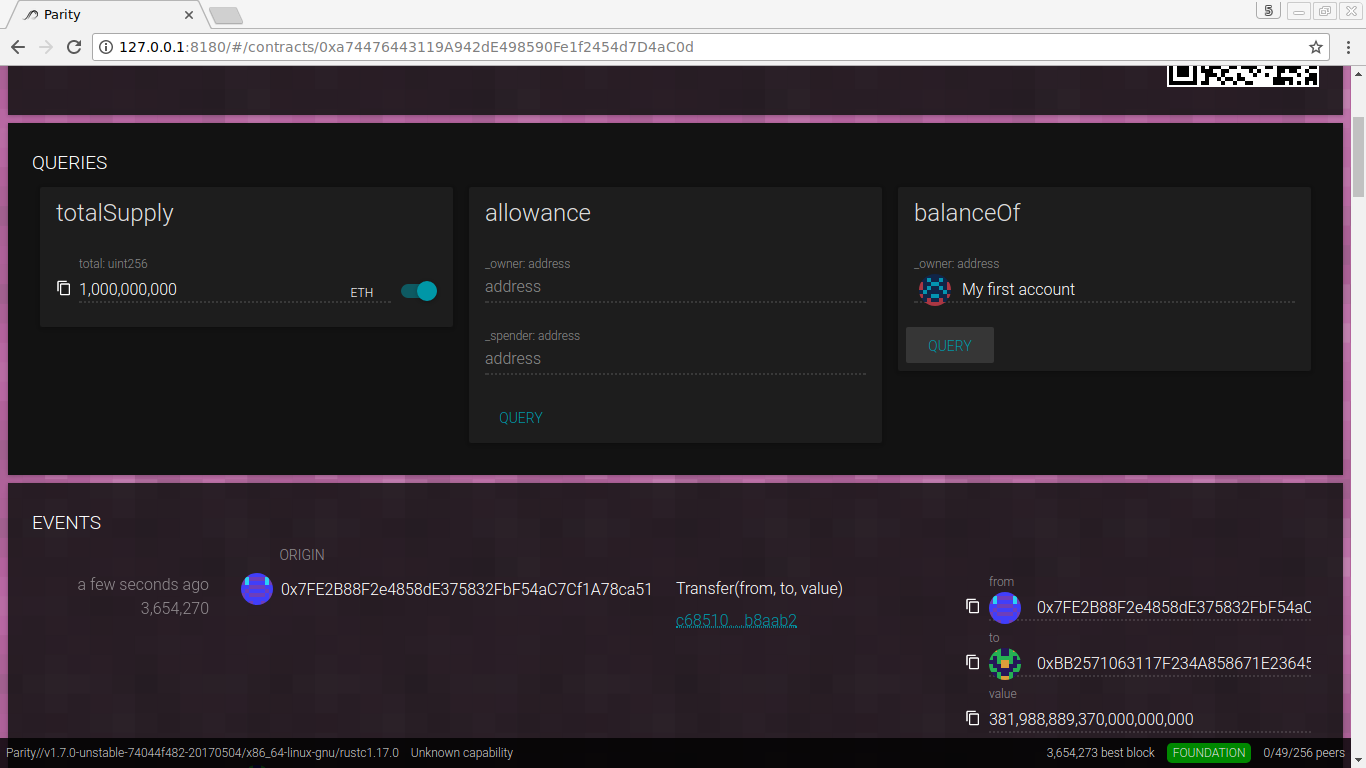 Parity
5
127.0.0.1:8180/#/contracts/0xa74476443119A942dE498590Fe1f2454d7D4aC0d
QUERIES
totalSupply
total: uint256
1,000,000,000
ETH
allowance
_owner: address
address
_spender: address
address
QUERY
balanceOf
_owner: address
My first account
QUERY
EVENTS
ORIGIN
a few seconds ago
3,654,270
0x7FE2B88F2e4858dE375832FbF54aC7Cf1A78ca51
Transfer(from, to, value)
c68510...b8aab2
from
0x7FE2B88F2e4858dE375832FbF54aC
to
0xBB2571063117F234A858671E23645
value
381,988,889,370,000,000,000
Parity//v1.7.0-unstable-74044f482-20170504/x86_64-linux-gnu/rustc1.17.0
Unknown capability
3,654,273 best block
FOUNDATION
0/49/256 peers